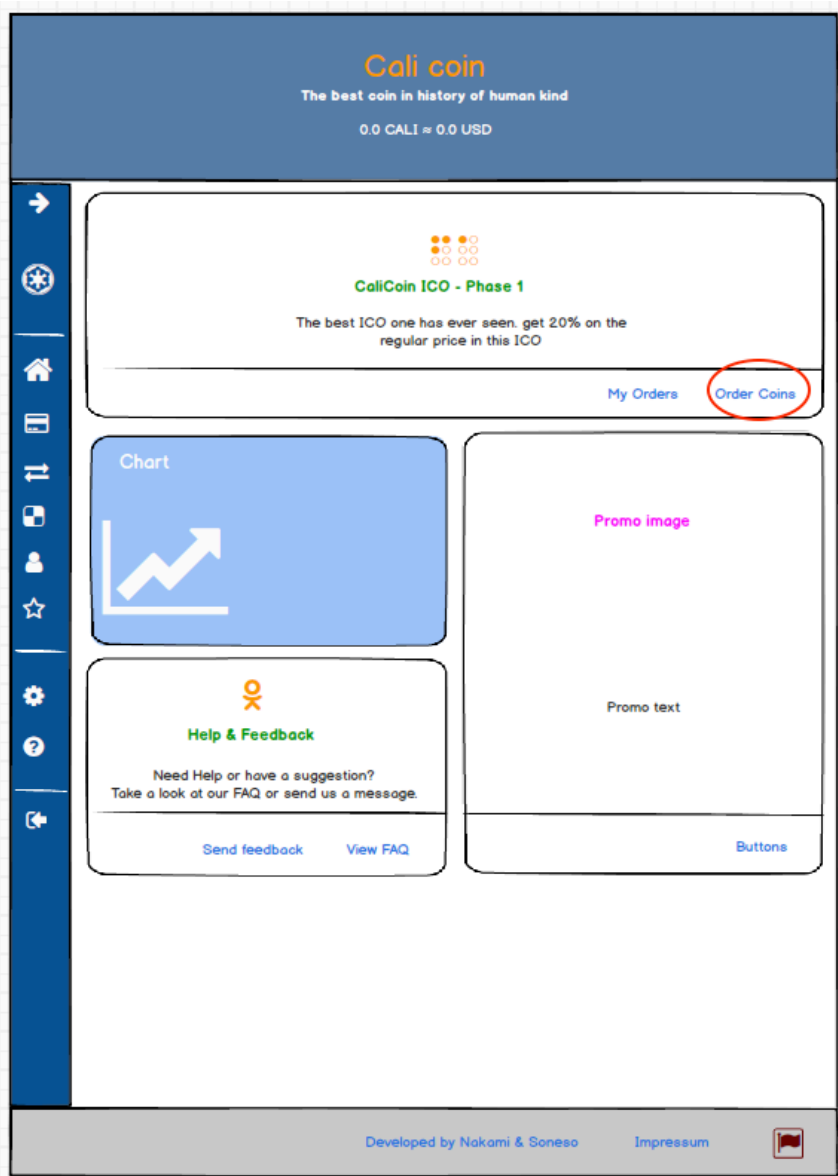 Cali coin
The best coin in history of human kind
0.0 CALI ≈ 0.0 USD
CaliCoin ICO - Phase 1
The best ICO one has ever seen. get 20% on the
regular price in this ICO
My Orders
Order Coins
Chart
Promo image
Promo text
Buttons
Help & Feedback
Need Help or have a suggestion?
Take a look at our FAQ or send us a message.
Send feedback
View FAQ
Developed by Nakami & Soneso
Impressum